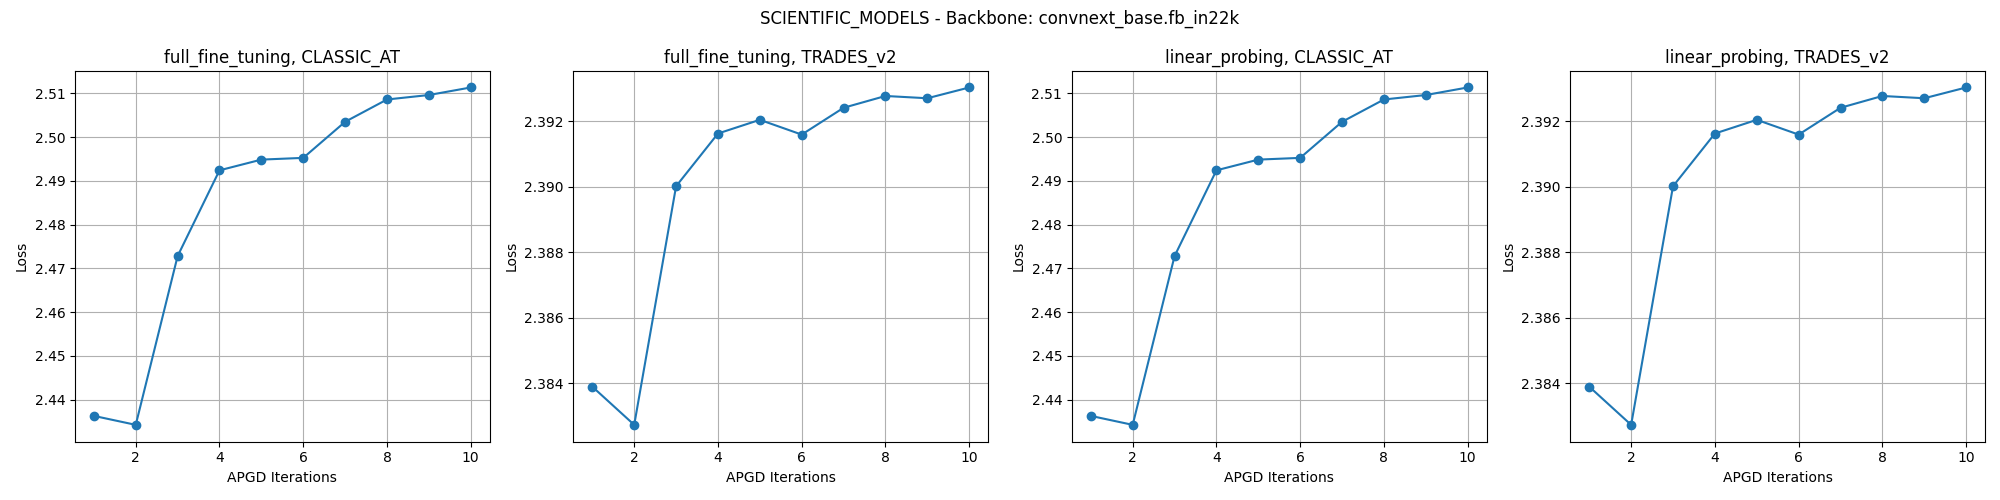 SCIENTIFIC_MODELS - Backbone: convnext_base.fb_in22k
full_fine_tuning, CLASSIC_AT
2.51
2.50
2.49
2.48
2.47
2.46
2.45
2.44
Loss
2 4 6 8 10
APGD Iterations
full_fine_tuning, TRADES_v2
2.392
2.390
2.388
2.386
2.384
Loss
2 4 6 8 10
APGD Iterations
linear_probing, CLASSIC_AT
2.51
2.50
2.49
2.48
2.47
2.46
2.45
2.44
Loss
2 4 6 8 10
APGD Iterations
linear_probing, TRADES_v2
2.392
2.390
2.388
2.386
2.384
Loss
2 4 6 8 10
APGD Iterations